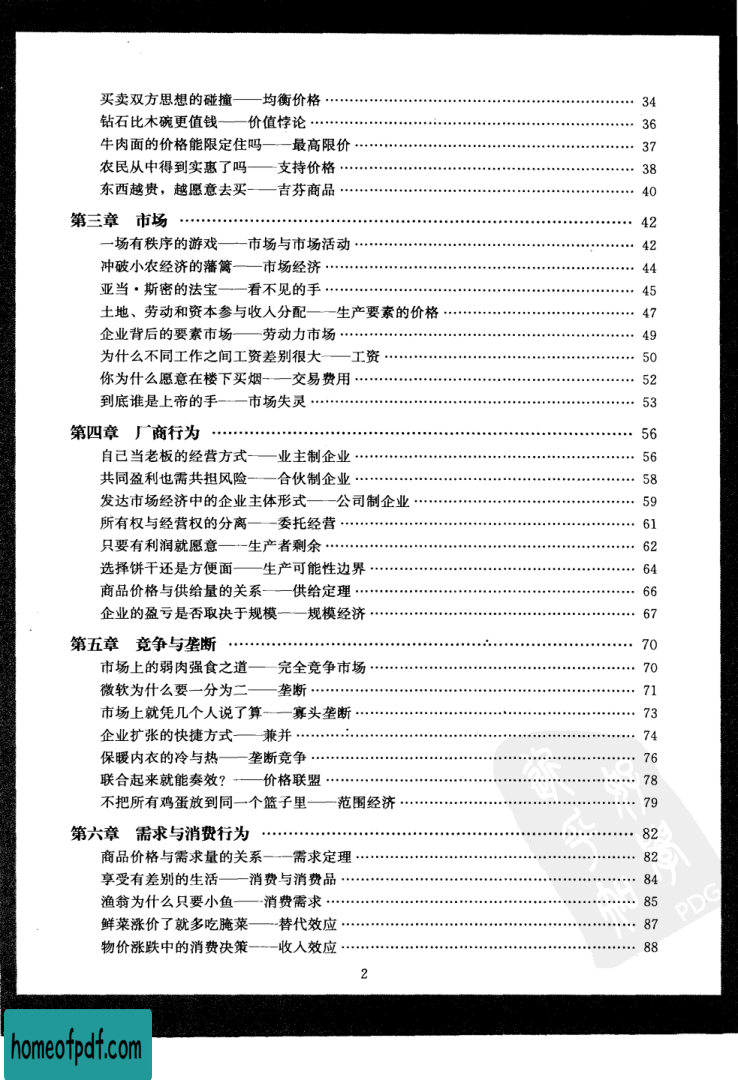 买卖双方思想的碰撞——均衡价格 …… 34
钻石比木碗更值钱——价值悖论 …… 36
牛肉面的价格能限定住吗——最高限价 …… 37
农民从中得到实惠了吗——支持价格 …… 38
东西越贵，越愿意去买——吉芬商品 …… 40
第三章 市场 …… 42
一场有秩序的游戏——市场与市场活动 …… 42
冲破小农经济的藩篱——市场经济 …… 44
亚当·斯密的法宝——看不见的手 …… 45
土地、劳动和资本参与收入分配——生产要素的价格 …… 47
企业背后的要素市场——劳动力市场 …… 49
为什么不同工作之间工资差别很大——工资 …… 50
你为什么愿意在楼下买烟——交易费用 …… 52
到底谁是上帝的手——市场失灵 …… 53
第四章 厂商行为 …… 56
自己当老板的经营方式——业主制企业 …… 56
共同盈利也需共担风险——合伙制企业 …… 58
发达市场经济中的企业主体形式——公司制企业 …… 59
所有权与经营权的分离——委托经营 …… 61
只要有利润就愿意——生产者剩余 …… 62
选择饼干还是方便面——生产可能性边界 …… 64
商品价格与供给量的关系——供给定理 …… 66
企业的盈亏是否取决于规模——规模经济 …… 67
第五章 竞争与垄断 …… 70
市场上的弱肉强食之道——完全竞争市场 …… 70
微软为什么要一分为二——垄断 …… 71
市场上就凭几个人说了算——寡头垄断 …… 73
企业扩张的快捷方式——兼并 …… 74
保暖内衣的冷与热——垄断竞争 …… 76
联合起来就能奏效？——价格联盟 …… 78
不把所有鸡蛋放到同一个篮子里——范围经济 …… 79
第六章 需求与消费行为 …… 82
商品价格与需求量的关系——需求定理 …… 82
享受有差别的生活——消费与消费品 …… 84
渔翁为什么只要小鱼——消费需求 …… 85
鲜菜涨价了就多吃腌菜——替代效应 …… 87
物价涨跌中的消费决策——收入效应 …… 88
PDG
2
homeofpdf.com